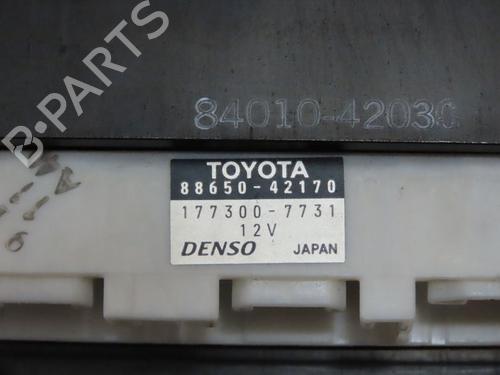 B-PARTS
84010-42030
TOYOTA
88650-42170
177300-7731
12V
DENSO JAPAN